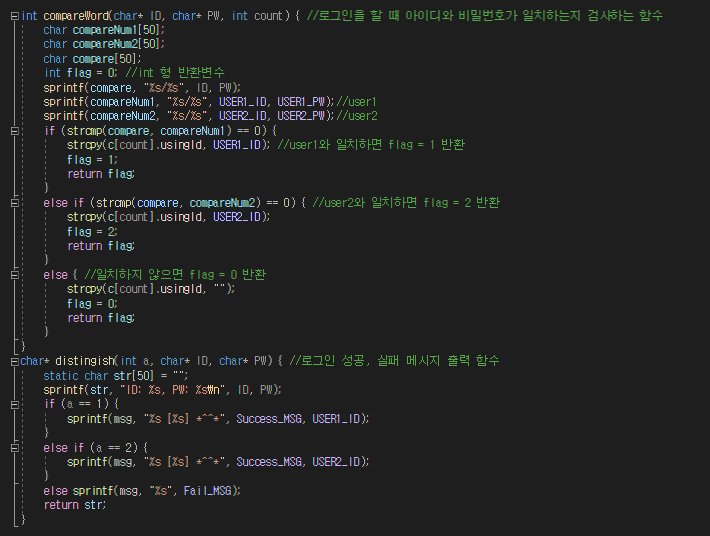 int compareWord(char* ID, char* PW, int count) { //로그인을 할 때 아이디와 비밀번호가 일치하는지 검사하는 함수
char compareNum1[50];
char compareNum2[50];
char compare[50];
int flag = 0; //int 형 반환변수
sprintf(compare, "%s/%s", ID, PW);
sprintf(compareNum1, "%s/%s", USER1_ID, USER1_PW);//user1
sprintf(compareNum2, "%s/%s", USER2_ID, USER2_PW);//user2
if (strcmp(compare, compareNum1) == 0) {
strcpy(c[count].usingId, USER1_ID); //user1와 일치하면 flag = 1 반환
flag = 1;
return flag;
}
else if (strcmp(compare, compareNum2) == 0) { //user2와 일치하면 flag = 2 반환
strcpy(c[count].usingId, USER2_ID);
flag = 2;
return flag;
}
else { //일치하지 않으면 flag = 0 반환
strcpy(c[count].usingId, "");
flag = 0;
return flag;
}
}
char* distingish(int a, char* ID, char* PW) { //로그인 성공, 실패 메시지 출력 함수
static char str[50] = "";
sprintf(str, "ID: %s, PW: %s₩n", ID, PW);
if (a == 1) {
sprintf(msg, "%s [%s] *^^*", Success_MSG, USER1_ID);
}
else if (a == 2) {
sprintf(msg, "%s [%s] *^^*", Success_MSG, USER2_ID);
}
else sprintf(msg, "%s", Fail_MSG);
return str;
}